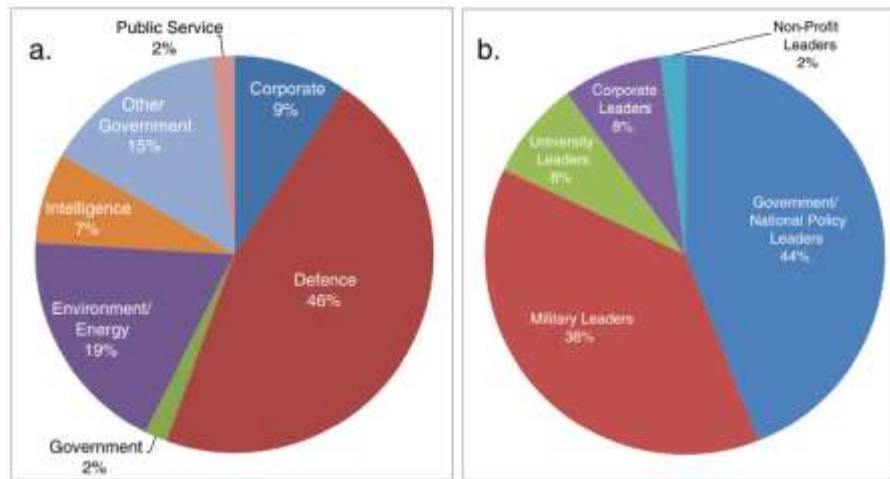 a.
Public Service
2%
Corporate
9%
Other
Government
15%
Intelligence
7%
Defence
46%
Environment/
Energy
19%
Government
2%
b.
Non-Profit
Leaders
2%
Corporate
Leaders
8%
University
Leaders
8%
Government/
National Policy
Leaders
44%
Military Leaders
38%